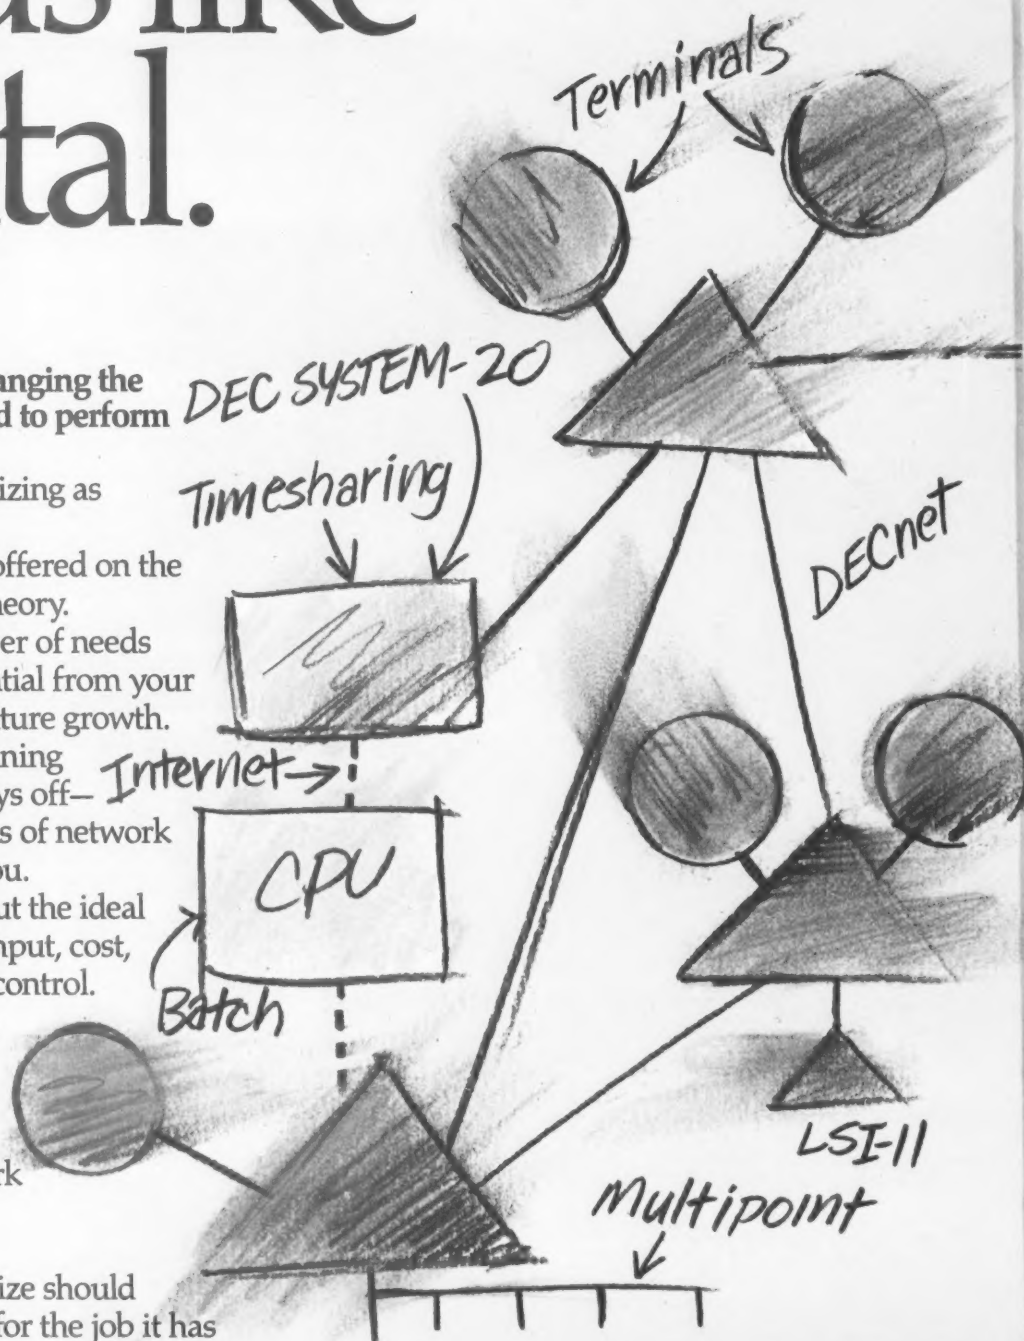 like
tal.
Terminals
anging the
d to perform
DEC SYSTEM-20
izing as
Timesharing
offered on the
heory.
er of needs
tial from your
ture growth.
DECnet
ning
Internet
ys off—
s of network
ou.
CPU
ut the ideal
hput, cost,
control.
Batch
LSI-11
rk
Multipoint
ize should
for the job it has